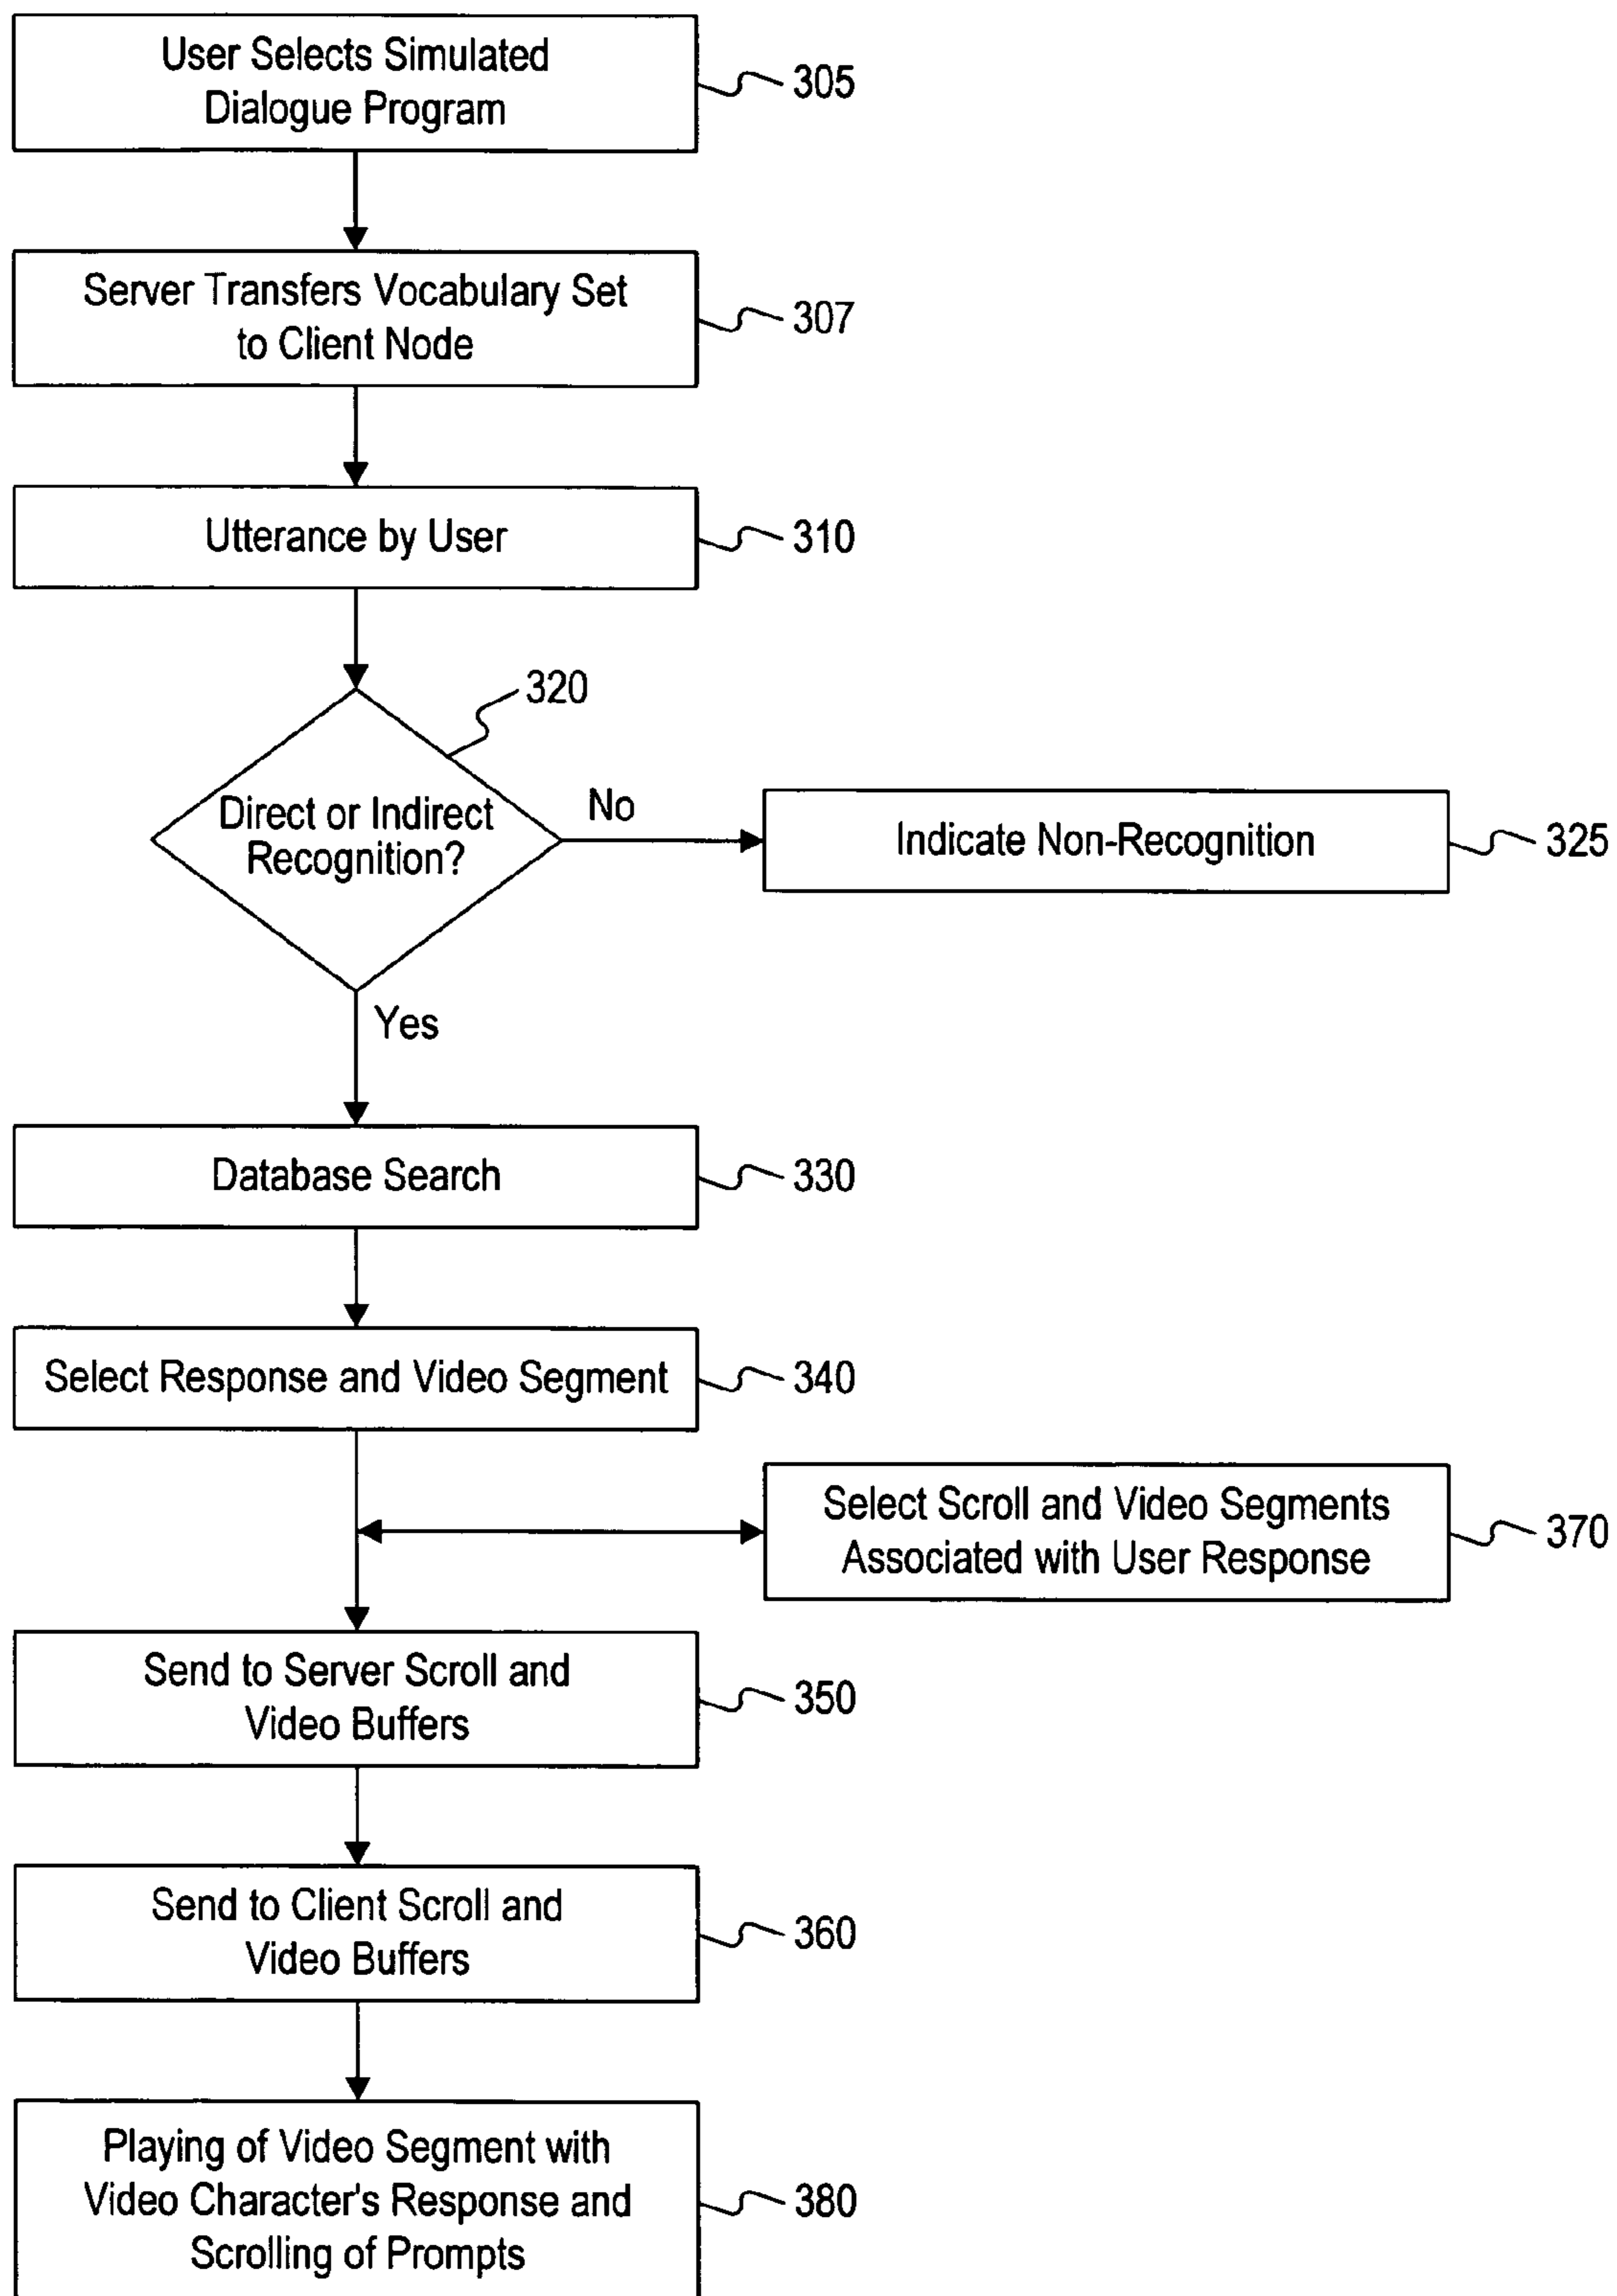 User Selects Simulated
Dialogue Program
305
Server Transfers Vocabulary Set
to Client Node
307
Utterance by User
310
320
Direct or Indirect
Recognition?
No
Indicate Non-Recognition
325
Yes
Database Search
330
Select Response and Video Segment
340
Select Scroll and Video Segments
Associated with User Response
370
Send to Server Scroll and
Video Buffers
350
Send to Client Scroll and
Video Buffers
360
Playing of Video Segment with
Video Character's Response and
Scrolling of Prompts
380